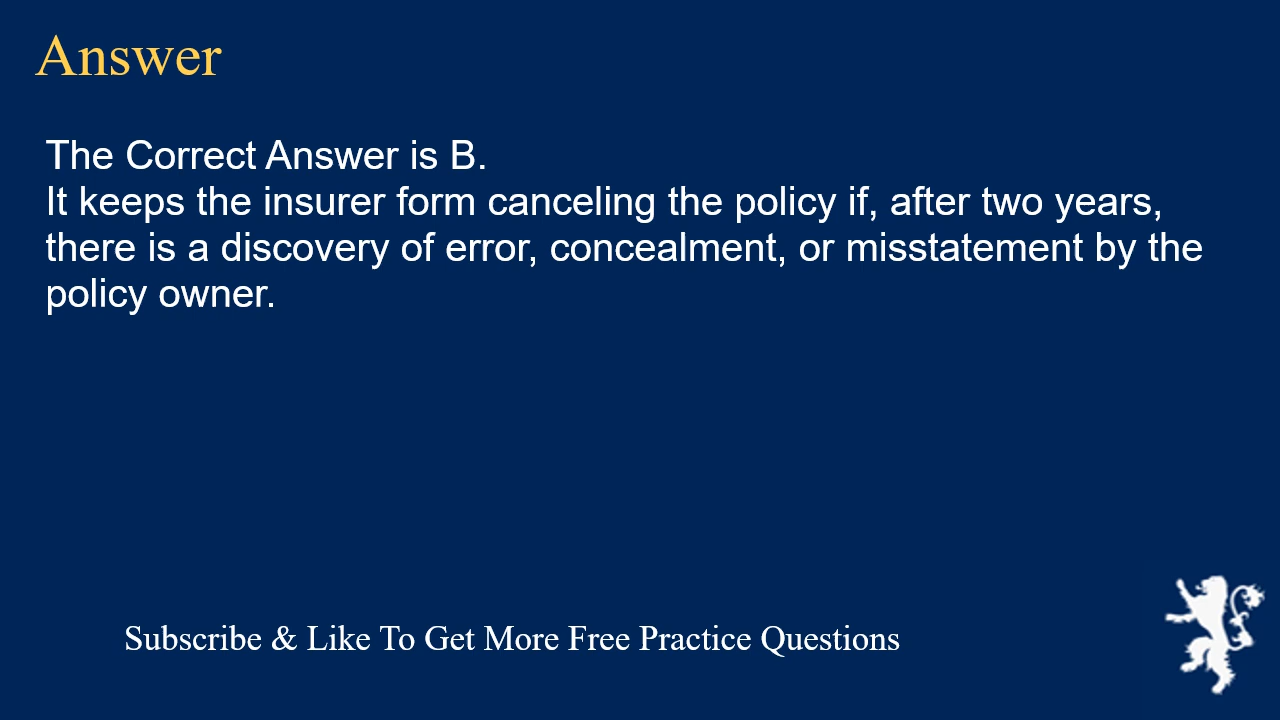 Answer
The Correct Answer is B.
It keeps the insurer form canceling the policy if, after two years,
there is a discovery of error, concealment, or misstatement by the
policy owner.
Subscribe & Like To Get More Free Practice Questions